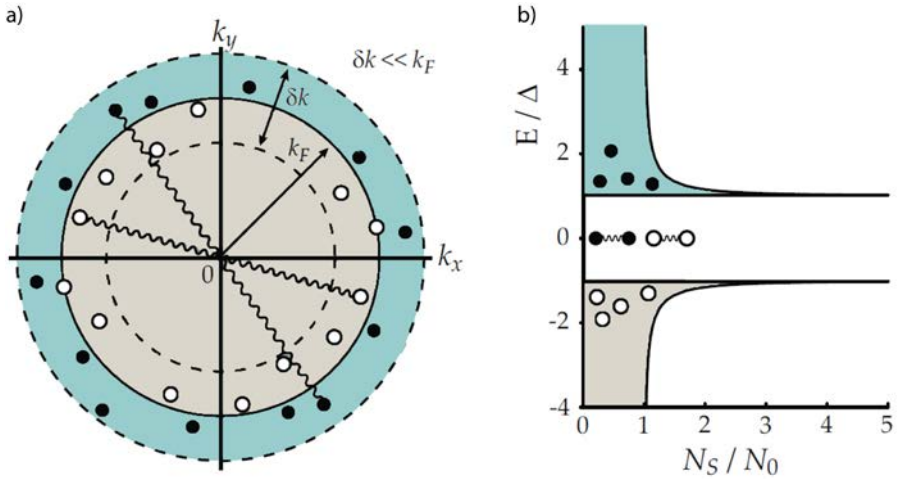 a)
k_y
δk << k_F
δk
k_F
0
k_x
b)
E / Δ
4
2
0
-2
-4
0 1 2 3 4 5
N_S / N_0